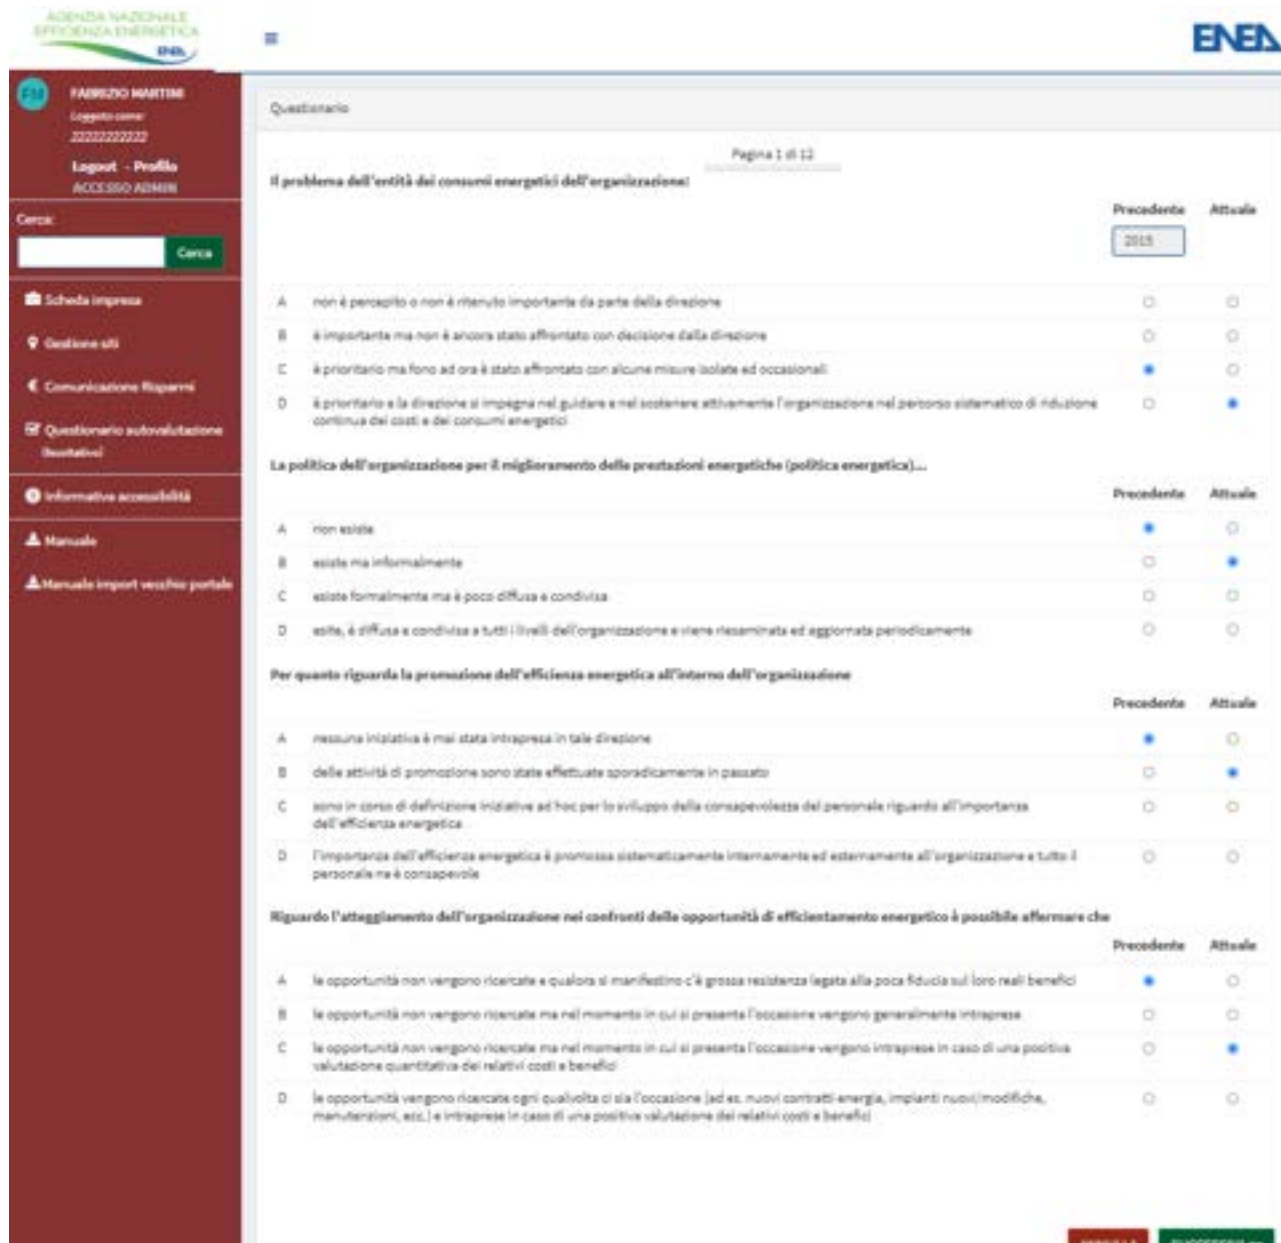 AGENZIA NAZIONALE
EFFICIENZA ENERGETICA
ENEA
ENEA
FM
FABRIZIO MARTINI
Loggato come:
22222222222
Logout - Profilo
ACCESSO ADMIN
Cerca:
Cerca
Scheda impresa
Gestione siti
€ Comunicazione Risparmi
Questionario autovalutazione
(facoltativo)
Informativa accessibilità
Manuale
Manuale import vecchio portale
Questionario
Pagina 1 di 12
Il problema dell'entità dei consumi energetici dell'organizzazione:
Precedente Attuale
2015
A non è percepito o non è ritenuto importante da parte della direzione
B è importante ma non è ancora stato affrontato con decisione dalla direzione
C è prioritario ma fono ad ora è stato affrontato con alcune misure isolate ed occasionali
D è prioritario e la direzione si impegna nel guidare e nel sostenere attivamente l'organizzazione nel percorso sistematico di riduzione
continua dei costi e dei consumi energetici
La politica dell'organizzazione per il miglioramento delle prestazioni energetiche (politica energetica)...
Precedente Attuale
A non esiste
B esiste ma informalmente
C esiste formalmente ma è poco diffusa e condivisa
D esite, è diffusa e condivisa a tutti i livelli dell'organizzazione e viene riesaminata ed aggiornata periodicamente
Per quanto riguarda la promozione dell'efficienza energetica all'interno dell'organizzazione
Precedente Attuale
A nessuna iniziativa è mai stata intrapresa in tale direzione
B delle attività di promozione sono state effettuate sporadicamente in passato
C sono in corso di definizione iniziative ad hoc per lo sviluppo della consapevolezza del personale riguardo all'importanza
dell'efficienza energetica
D l'importanza dell'efficienza energetica è promossa sistematicamente internamente ed esternamente all'organizzazione e tutto il
personale ne è consapevole
Riguardo l'atteggiamento dell'organizzazione nei confronti delle opportunità di efficientamento energetico è possibile affermare che
Precedente Attuale
A le opportunità non vengono ricercate e qualora si manifestino c'è grossa resistenza legata alla poca fiducia sui loro reali benefici
B le opportunità non vengono ricercate ma nel momento in cui si presenta l'occasione vengono generalmente intraprese
C le opportunità non vengono ricercate ma nel momento in cui si presenta l'occasione vengono intraprese in caso di una positiva
valutazione quantitativa dei relativi costi e benefici
D le opportunità vengono ricercate ogni qualvolta ci sia l'occasione (ad es. nuovi contratti energia, impianti nuovi/modifiche,
manutenzioni, ecc.) e intraprese in caso di una positiva valutazione dei relativi costi e benefici